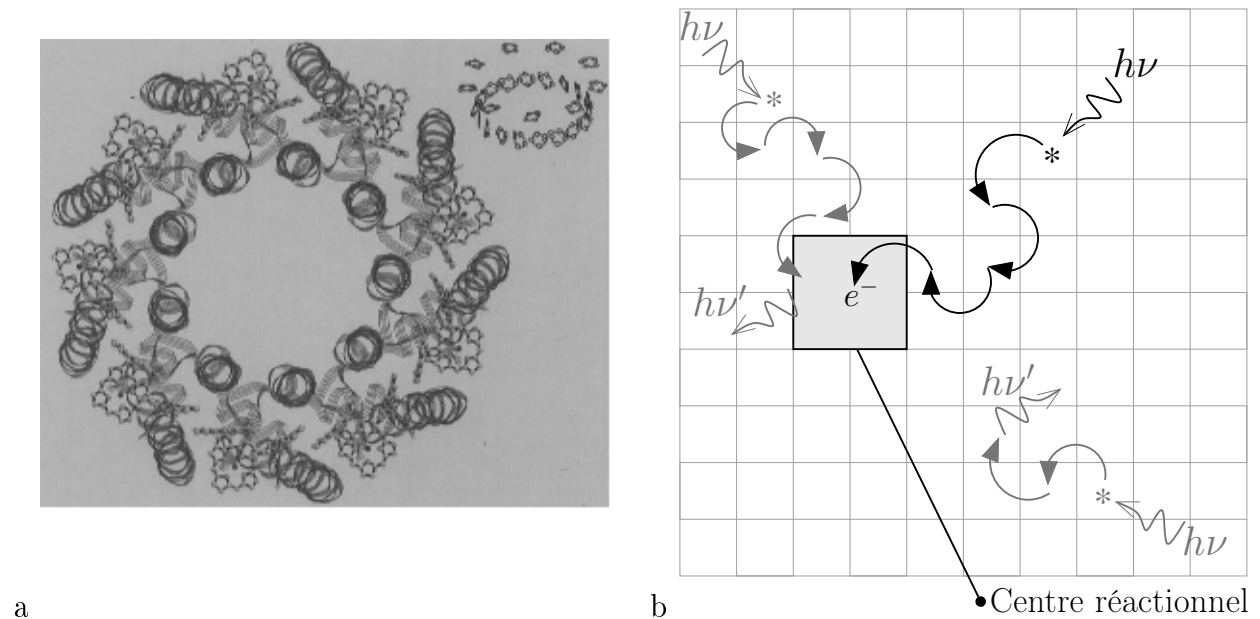 hν
*
hν
*
e⁻
hν′
hν′
*
hν
a
b
Centre réactionnel